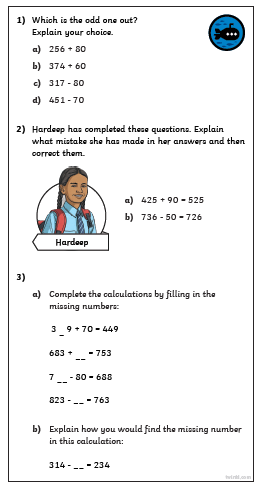 1) Which is the odd one out?
Explain your choice.
a) 256 + 80
b) 374 + 60
c) 317 - 80
d) 451 - 70
2) Hardeep has completed these questions. Explain
what mistake she has made in her answers and then
correct them.
a) 425 + 90 = 525
b) 736 - 50 = 726
Hardeep
3)
a) Complete the calculations by filling in the
missing numbers:
3 _ 9 + 70 = 449
683 + __ = 753
7 __ - 80 = 688
823 - __ = 763
b) Explain how you would find the missing number
in this calculation:
314 - __ = 234
twinkl.com